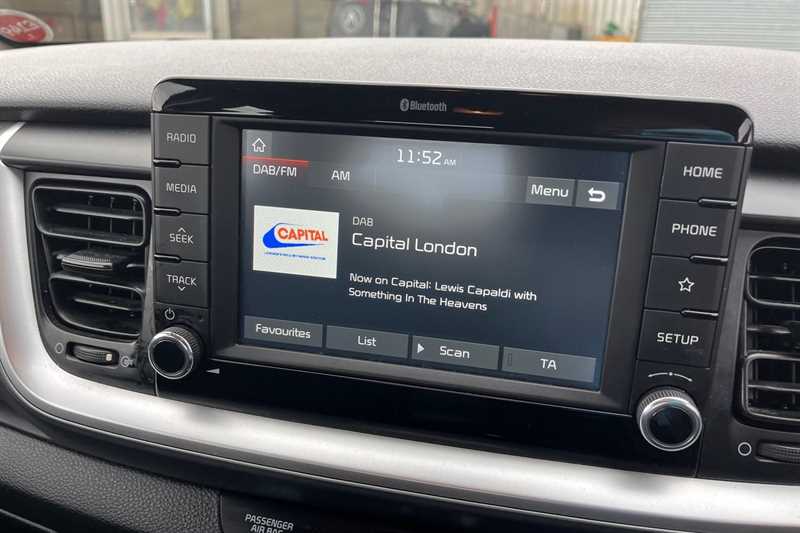 Bluetooth
RADIO
MEDIA
SEEK
TRACK
11:52 AM
DAB/FM
AM
Menu
CAPITAL
DAB
Capital London
Now on Capital: Lewis Capaldi with
Something In The Heavens
Favourites
List
Scan
TA
HOME
PHONE
SETUP
PASSENGER
AIR BAG